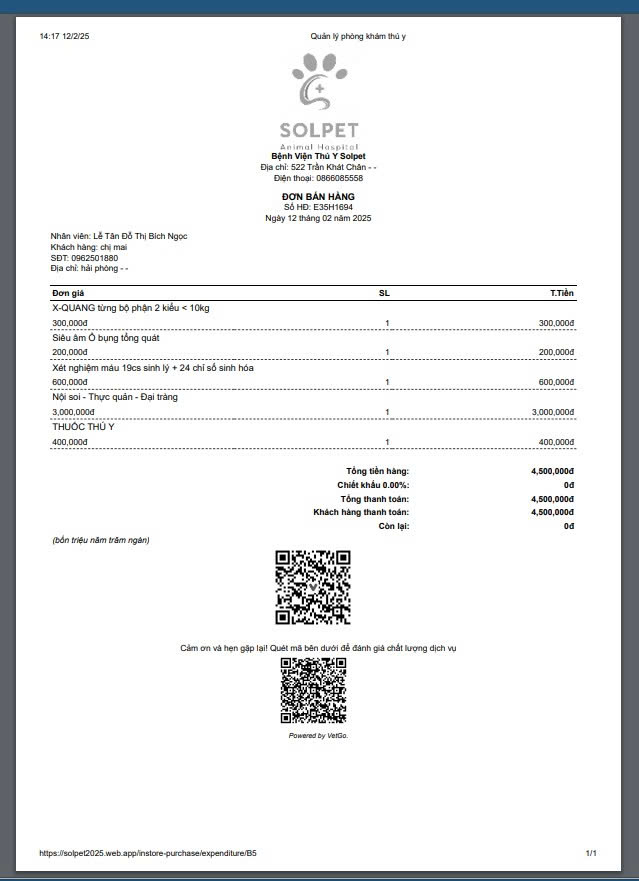 14:17 12/2/25 Quản lý phòng khám thú y
SOLPET
Animal Hospital
Bệnh Viện Thú Y Solpet
Địa chỉ: 522 Trần Khát Chân - -
Điện thoại: 0866085558
ĐƠN BÁN HÀNG
Số HĐ: E35H1694
Ngày 12 tháng 02 năm 2025
Nhân viên: Lễ Tân Đỗ Thị Bích Ngọc
Khách hàng: chị mai
SĐT: 0962501880
Địa chỉ: hải phòng - -
Đơn giá SL T.Tiền
X-QUANG từng bộ phận 2 kiểu < 10kg
300,000đ 1 300,000đ
Siêu âm Ổ bụng tổng quát
200,000đ 1 200,000đ
Xét nghiệm máu 19cs sinh lý + 24 chỉ số sinh hóa
600,000đ 1 600,000đ
Nội soi - Thực quản - Đại tràng
3,000,000đ 1 3,000,000đ
THUỐC THÚ Y
400,000đ 1 400,000đ
Tổng tiền hàng: 4,500,000đ
Chiết khấu 0.00%: 0đ
Tổng thanh toán: 4,500,000đ
Khách hàng thanh toán: 4,500,000đ
Còn lại: 0đ
(bốn triệu năm trăm ngàn)
Cảm ơn và hẹn gặp lại! Quét mã bên dưới để đánh giá chất lượng dịch vụ
Powered by VetGo.
https://solpet2025.web.app/instore-purchase/expenditure/B5 1/1